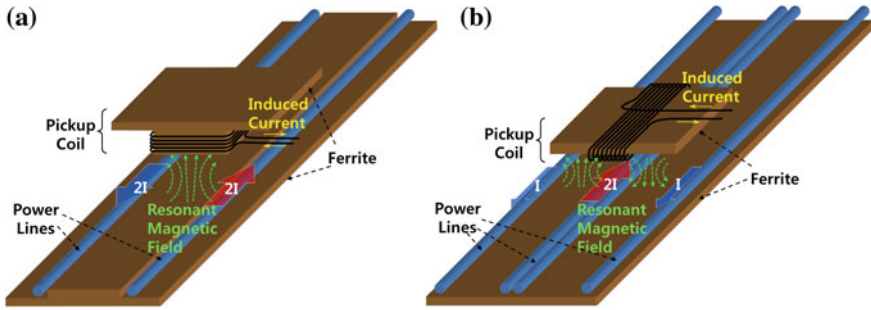 (a)
Pickup
Coil
Induced
Current
Ferrite
2I
2I
Power
Lines
Resonant
Magnetic
Field
(b)
Pickup
Coil
Induced
Current
Ferrite
I
2I
I
Power
Lines
Resonant
Magnetic
Field